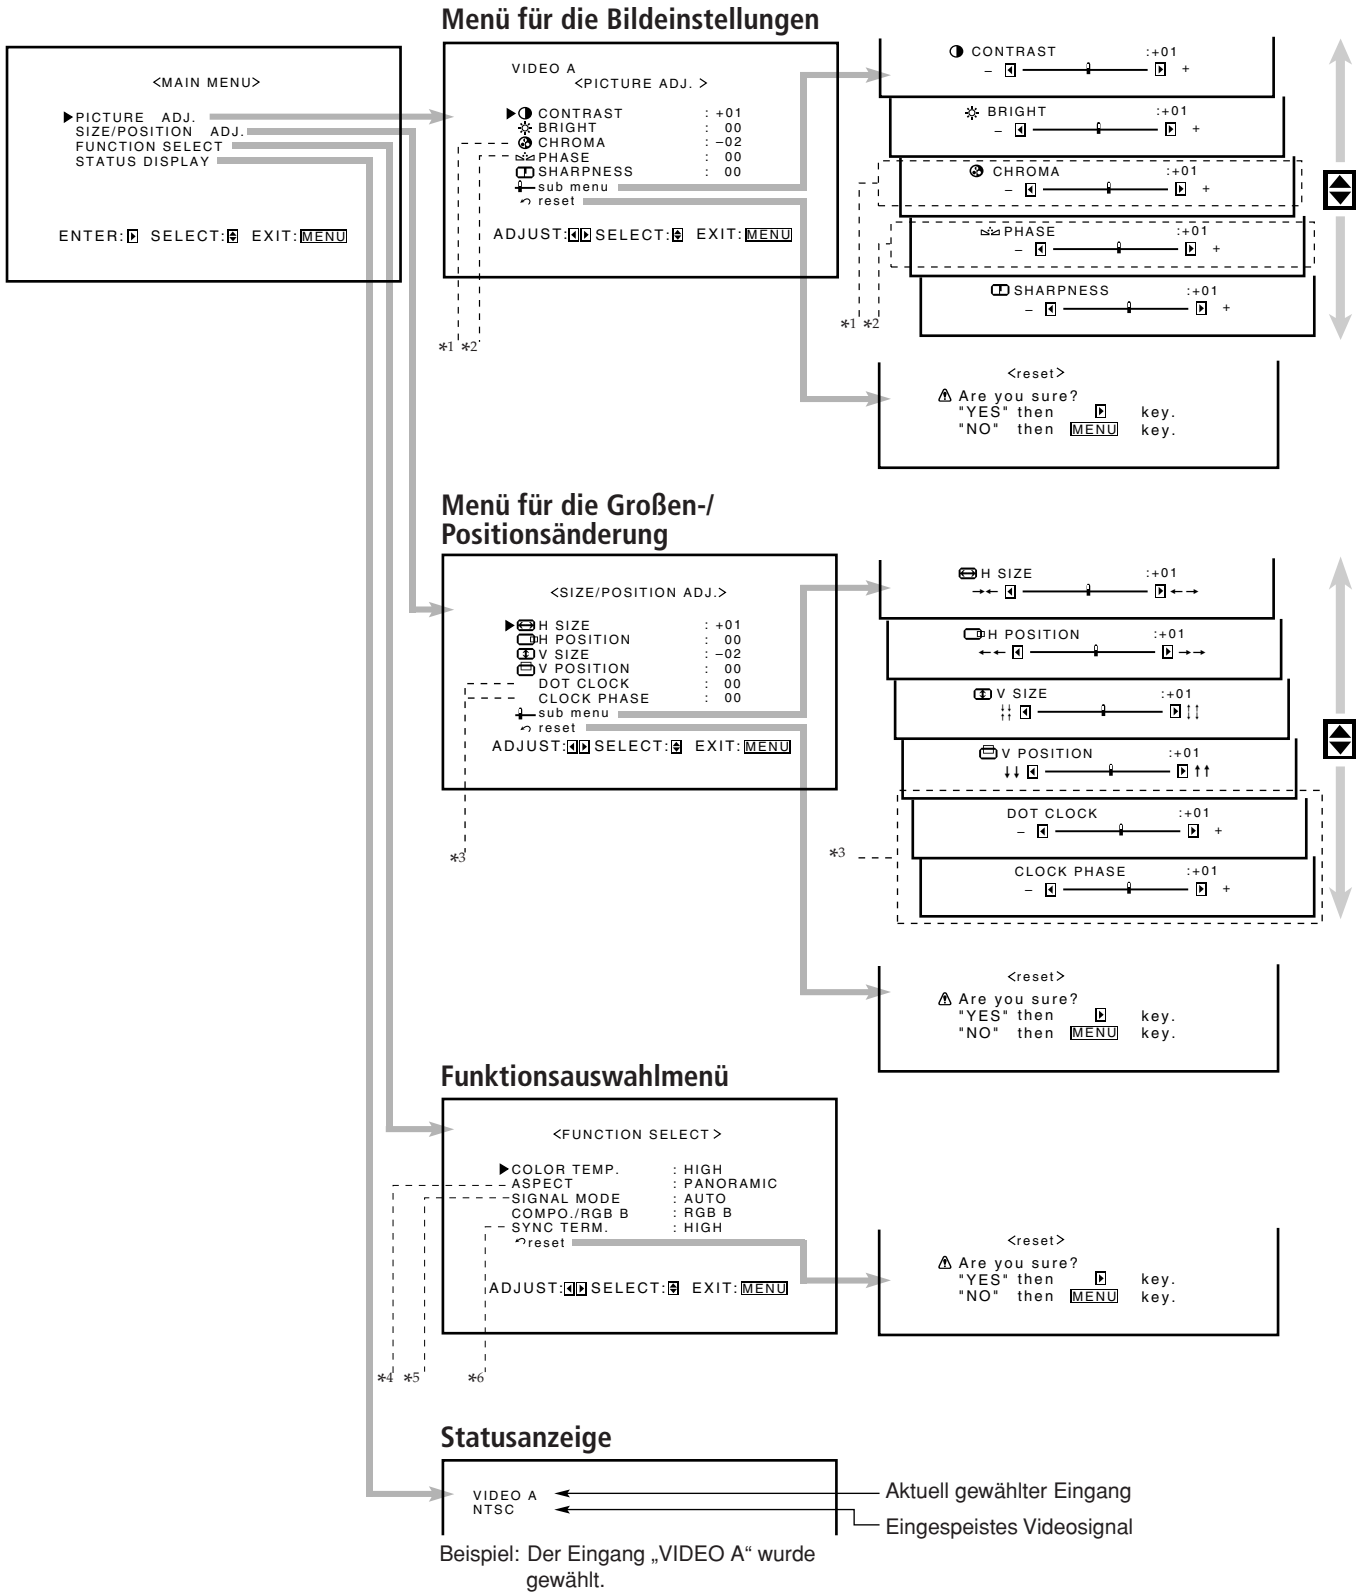 Menü für die Bildeinstellungen
<MAIN MENU>
PICTURE ADJ.
SIZE/POSITION ADJ.
FUNCTION SELECT
STATUS DISPLAY
ENTER: SELECT: EXIT: MENU
VIDEO A
<PICTURE ADJ. >
CONTRAST : +01
BRIGHT : 00
CHROMA : –02
PHASE : 00
SHARPNESS : 00
sub menu
reset
ADJUST: SELECT: EXIT: MENU
*1 *2
CONTRAST :+01
– +
BRIGHT :+01
– +
CHROMA :+01
– +
PHASE :+01
– +
SHARPNESS :+01
– +
*1 *2
<reset>
Are you sure?
"YES" then key.
"NO" then MENU key.
Menü für die Großen-/
Positionsänderung
<SIZE/POSITION ADJ.>
H SIZE : +01
H POSITION : 00
V SIZE : –02
V POSITION : 00
DOT CLOCK : 00
CLOCK PHASE : 00
sub menu
reset
ADJUST: SELECT: EXIT: MENU
*3
H SIZE :+01
H POSITION :+01
V SIZE :+01
V POSITION :+01
DOT CLOCK :+01
– +
CLOCK PHASE :+01
– +
*3
<reset>
Are you sure?
"YES" then key.
"NO" then MENU key.
Funktionsauswahlmenü
<FUNCTION SELECT>
COLOR TEMP. : HIGH
ASPECT : PANORAMIC
SIGNAL MODE : AUTO
COMPO./RGB B : RGB B
SYNC TERM. : HIGH
reset
ADJUST: SELECT: EXIT: MENU
*4 *5 *6
<reset>
Are you sure?
"YES" then key.
"NO" then MENU key.
Statusanzeige
VIDEO A
NTSC
Aktuell gewählter Eingang
Eingespeistes Videosignal
Beispiel: Der Eingang „VIDEO A“ wurde
gewählt.